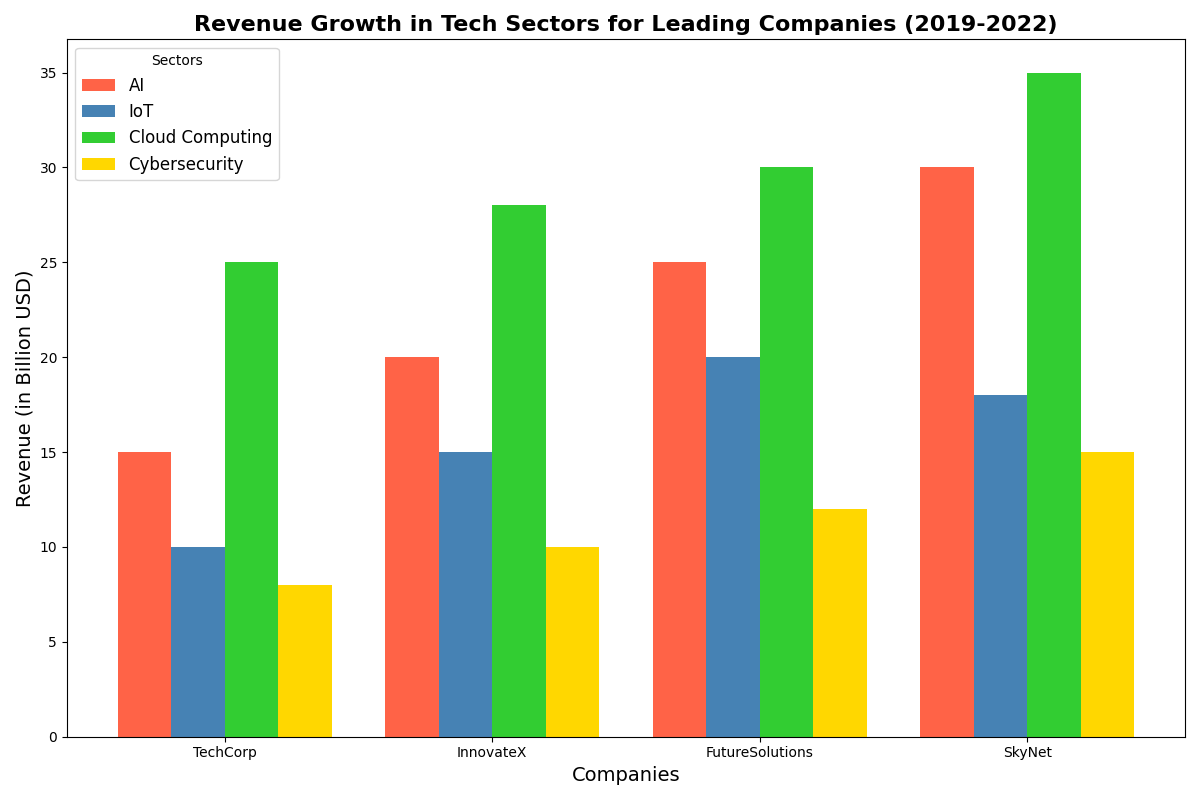 Revenue Growth in Tech Sectors for Leading Companies (2019-2022)
Sectors
AI
IoT
Cloud Computing
Cybersecurity
Revenue (in Billion USD)
35
30
25
20
15
10
5
0
TechCorp InnovateX FutureSolutions SkyNet
Companies